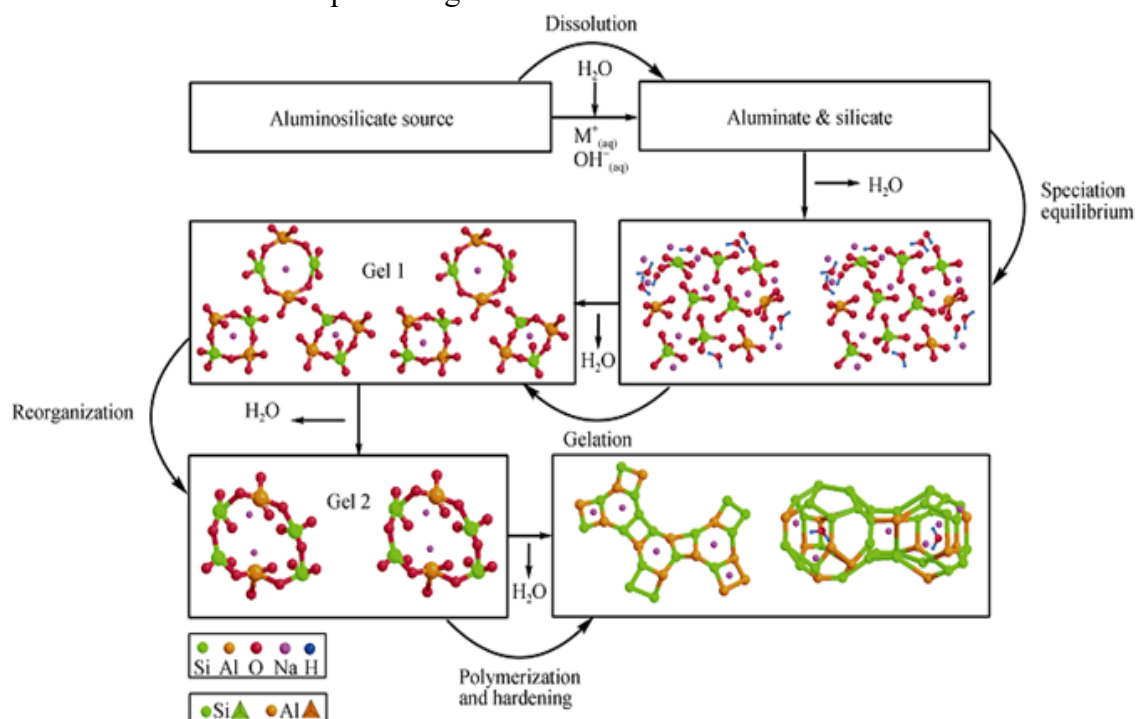 Dissolution
H₂O
Aluminosilicate source
Aluminate & silicate
M⁺(aq)
OH⁻(aq)
H₂O
Speciation
equilibrium
Gel 1
H₂O
Reorganization
H₂O
Gelation
Gel 2
H₂O
Si Al O Na H
Polymerization
and hardening
Si Al